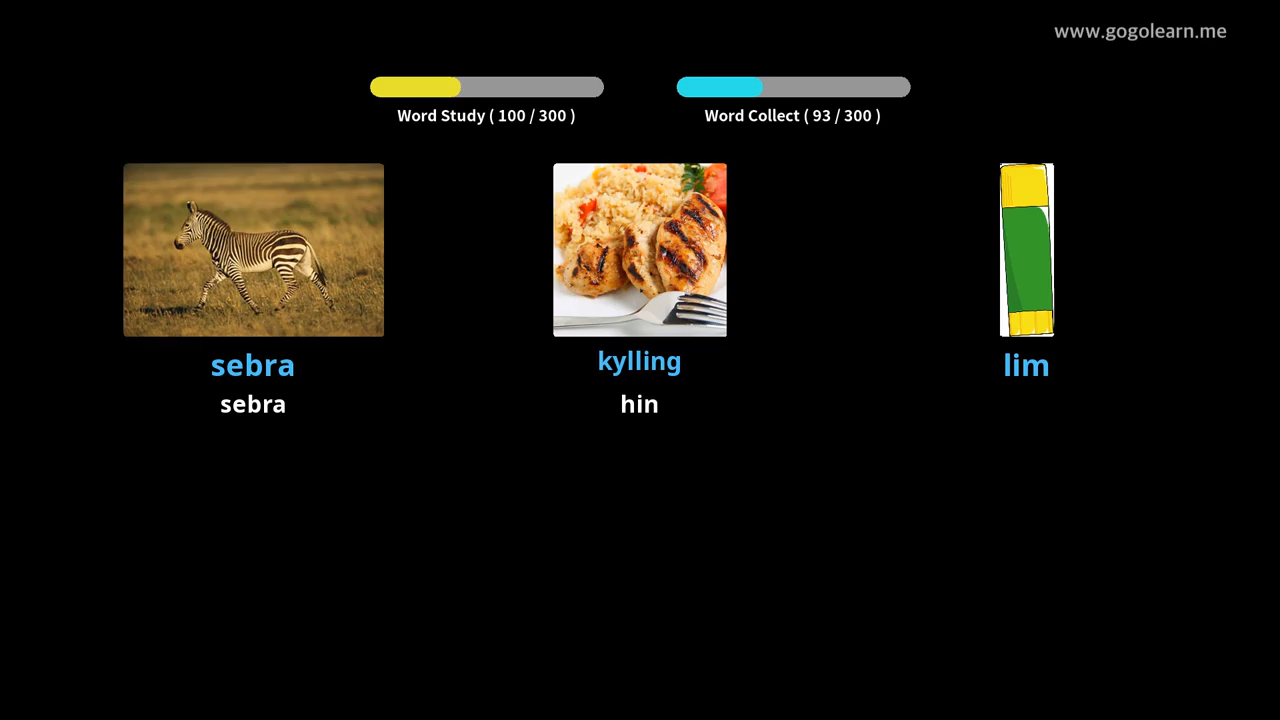 www.gogolearn.me
Word Study ( 100 / 300 )
Word Collect ( 93 / 300 )
sebra
kylling
lim
sebra
hin